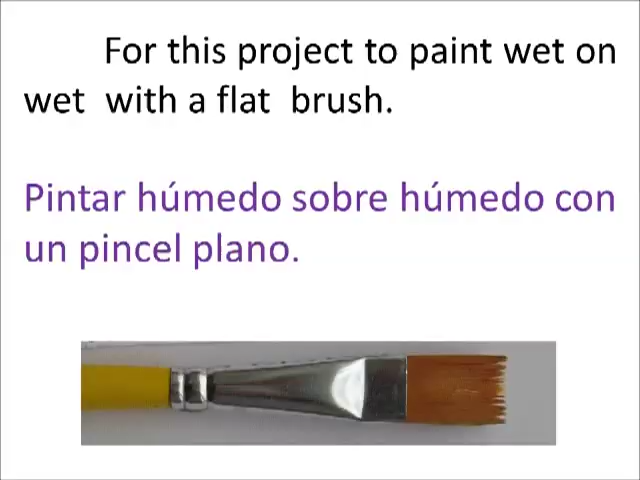 For this project to paint wet on
wet with a flat brush.
Pintar húmedo sobre húmedo con
un pincel plano.